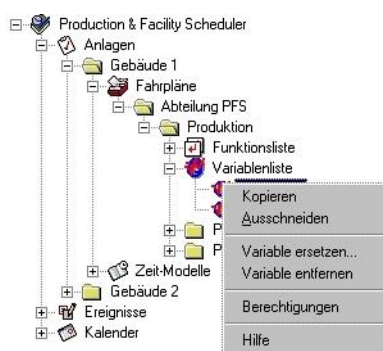 Production & Facility Scheduler
Anlagen
Gebäude 1
Fahrpläne
Abteilung PFS
Produktion
Funktionsliste
Variablenliste
Kopieren
Ausschneiden
P
Variable ersetzen...
P
Variable entfernen
Zeit-Modelle
Gebäude 2
Berechtigungen
Ereignisse
Kalender
Hilfe